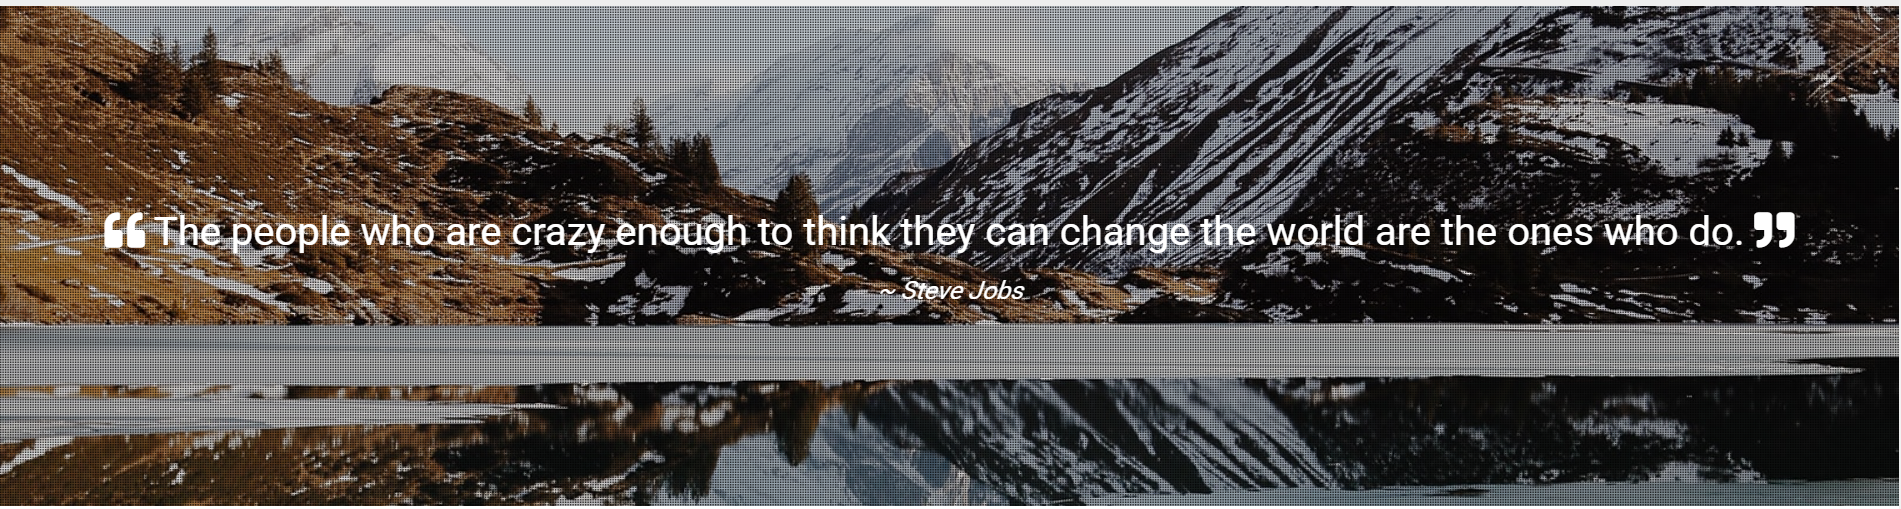 ❝ The people who are crazy enough to think they can change the world are the ones who do. ❞
~ Steve Jobs